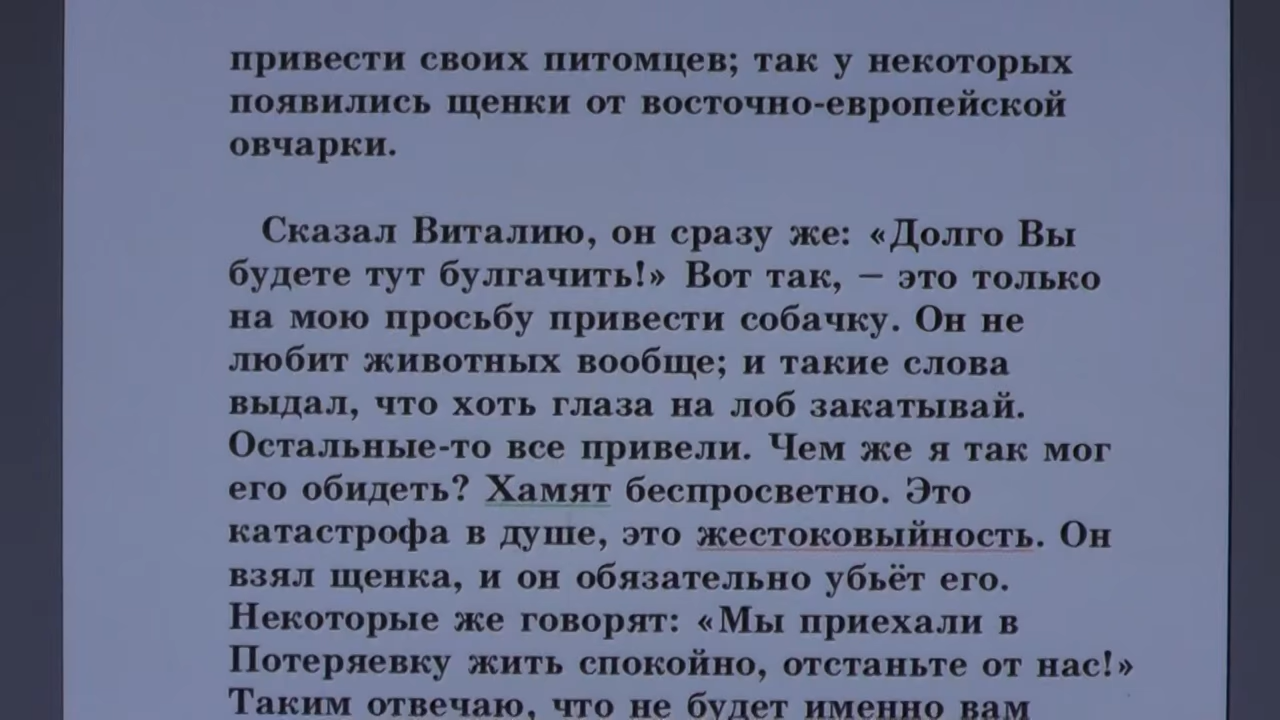 привести своих питомцев; так у некоторых
появились щенки от восточно-европейской
овчарки.
Сказал Виталию, он сразу же: «Долго Вы
будете тут булгачить!» Вот так, – это только
на мою просьбу привести собачку. Он не
любит животных вообще; и такие слова
выдал, что хоть глаза на лоб закатывай.
Остальные-то все привели. Чем же я так мог
его обидеть? Хамят беспросветно. Это
катастрофа в душе, это жестоковыйность. Он
взял щенка, и он обязательно убьёт его.
Некоторые же говорят: «Мы приехали в
Потеряевку жить спокойно, отстаньте от нас!»
Таким отвечаю, что не будет именно вам